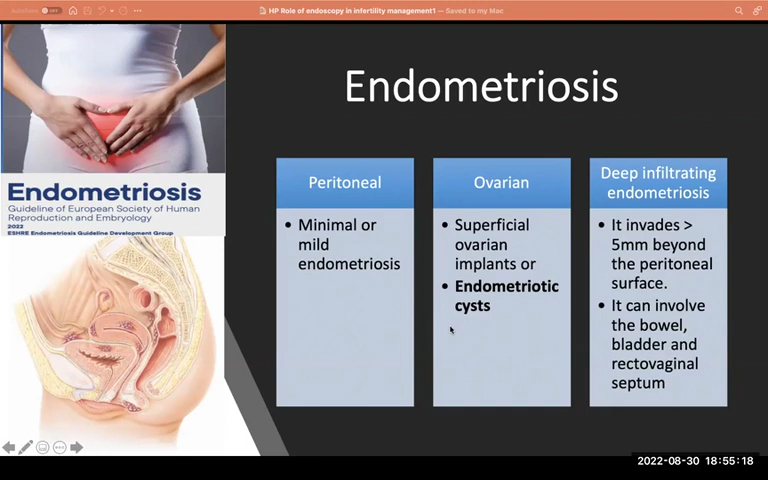 AutoSave OFF
HP Role of endoscopy in infertility management1 — Saved to my Mac
Endometriosis
Endometriosis
Guideline of European Society of Human
Reproduction and Embryology
2022
ESHRE Endometriosis Guideline Development Group
Peritoneal
• Minimal or
mild
endometriosis
Ovarian
• Superficial
ovarian
implants or
• Endometriotic
cysts
Deep infiltrating
endometriosis
• It invades >
5mm beyond
the peritoneal
surface.
• It can involve
the bowel,
bladder and
rectovaginal
septum
2022-08-30 18:55:18